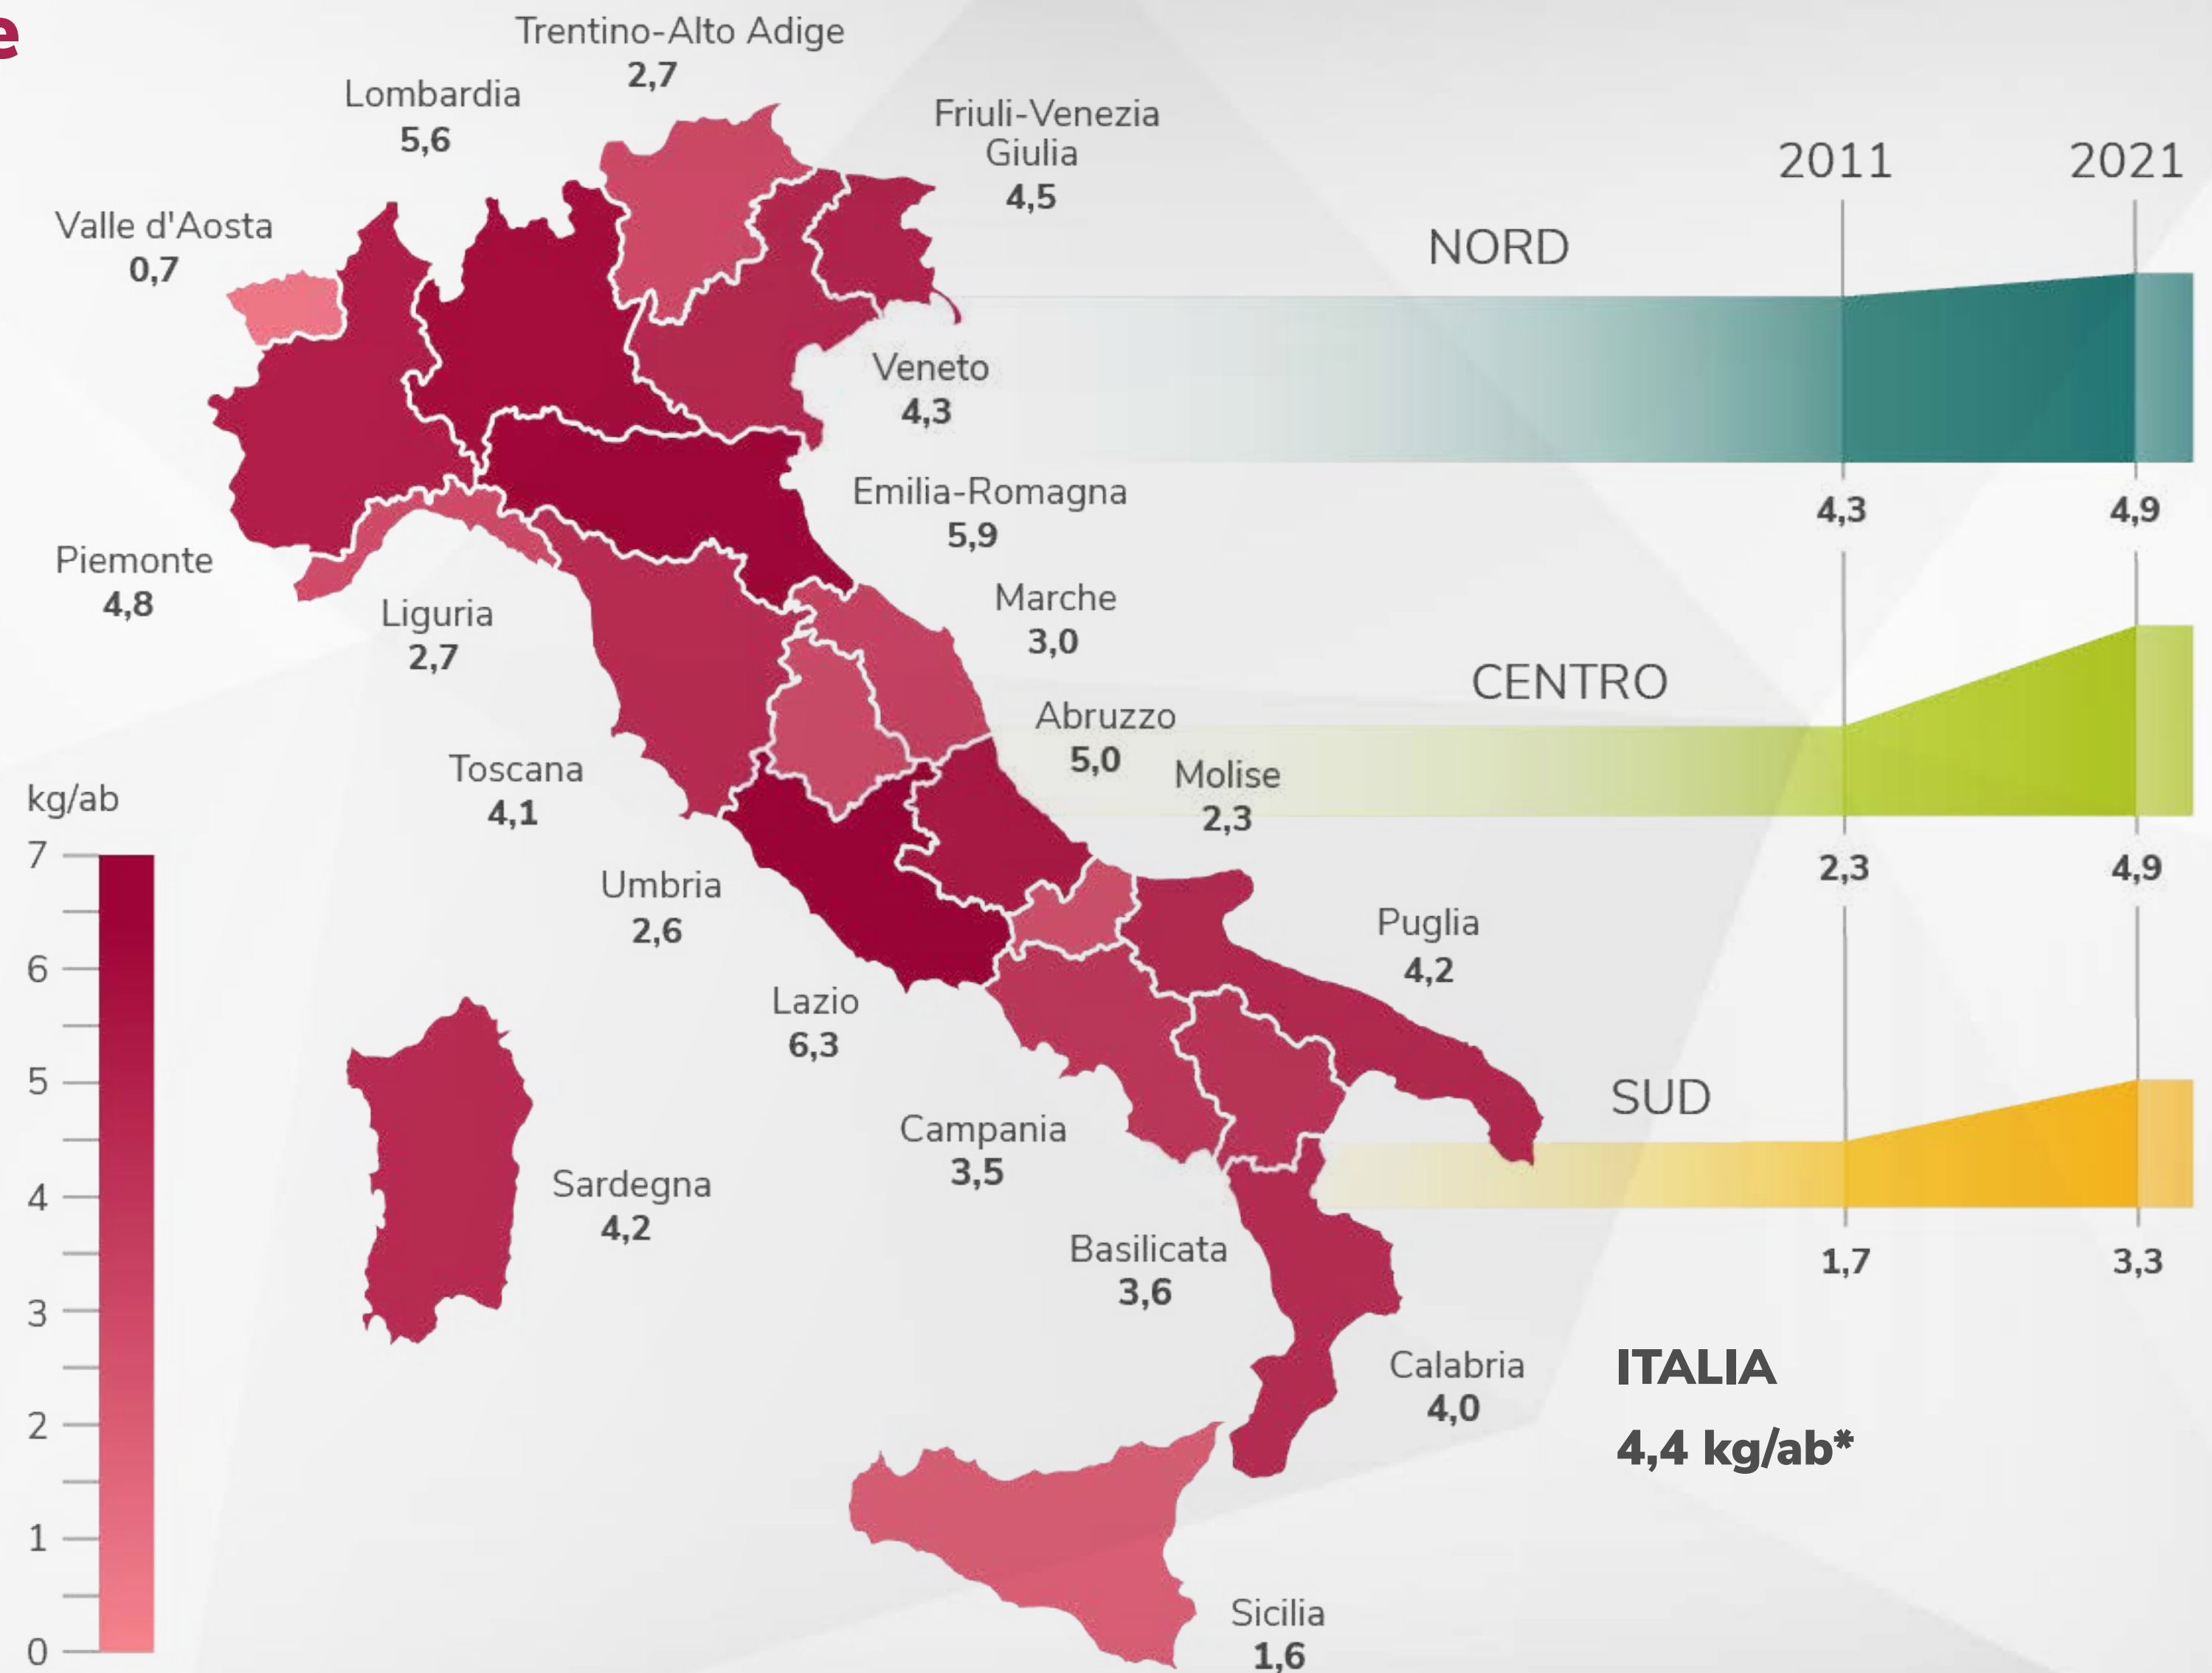 e
Trentino-Alto Adige
2,7
Lombardia
5,6
Friuli-Venezia
Giulia
4,5
Valle d'Aosta
0,7
Veneto
4,3
Emilia-Romagna
5,9
Piemonte
4,8
Liguria
2,7
Marche
3,0
Abruzzo
5,0
Molise
2,3
Toscana
4,1
Umbria
2,6
Puglia
4,2
Lazio
6,3
Campania
3,5
Sardegna
4,2
Basilicata
3,6
Calabria
4,0
Sicilia
1,6
kg/ab
7
6
5
4
3
2
1
0
2011
2021
NORD
4,3
4,9
CENTRO
2,3
4,9
SUD
1,7
3,3
ITALIA
4,4 kg/ab*